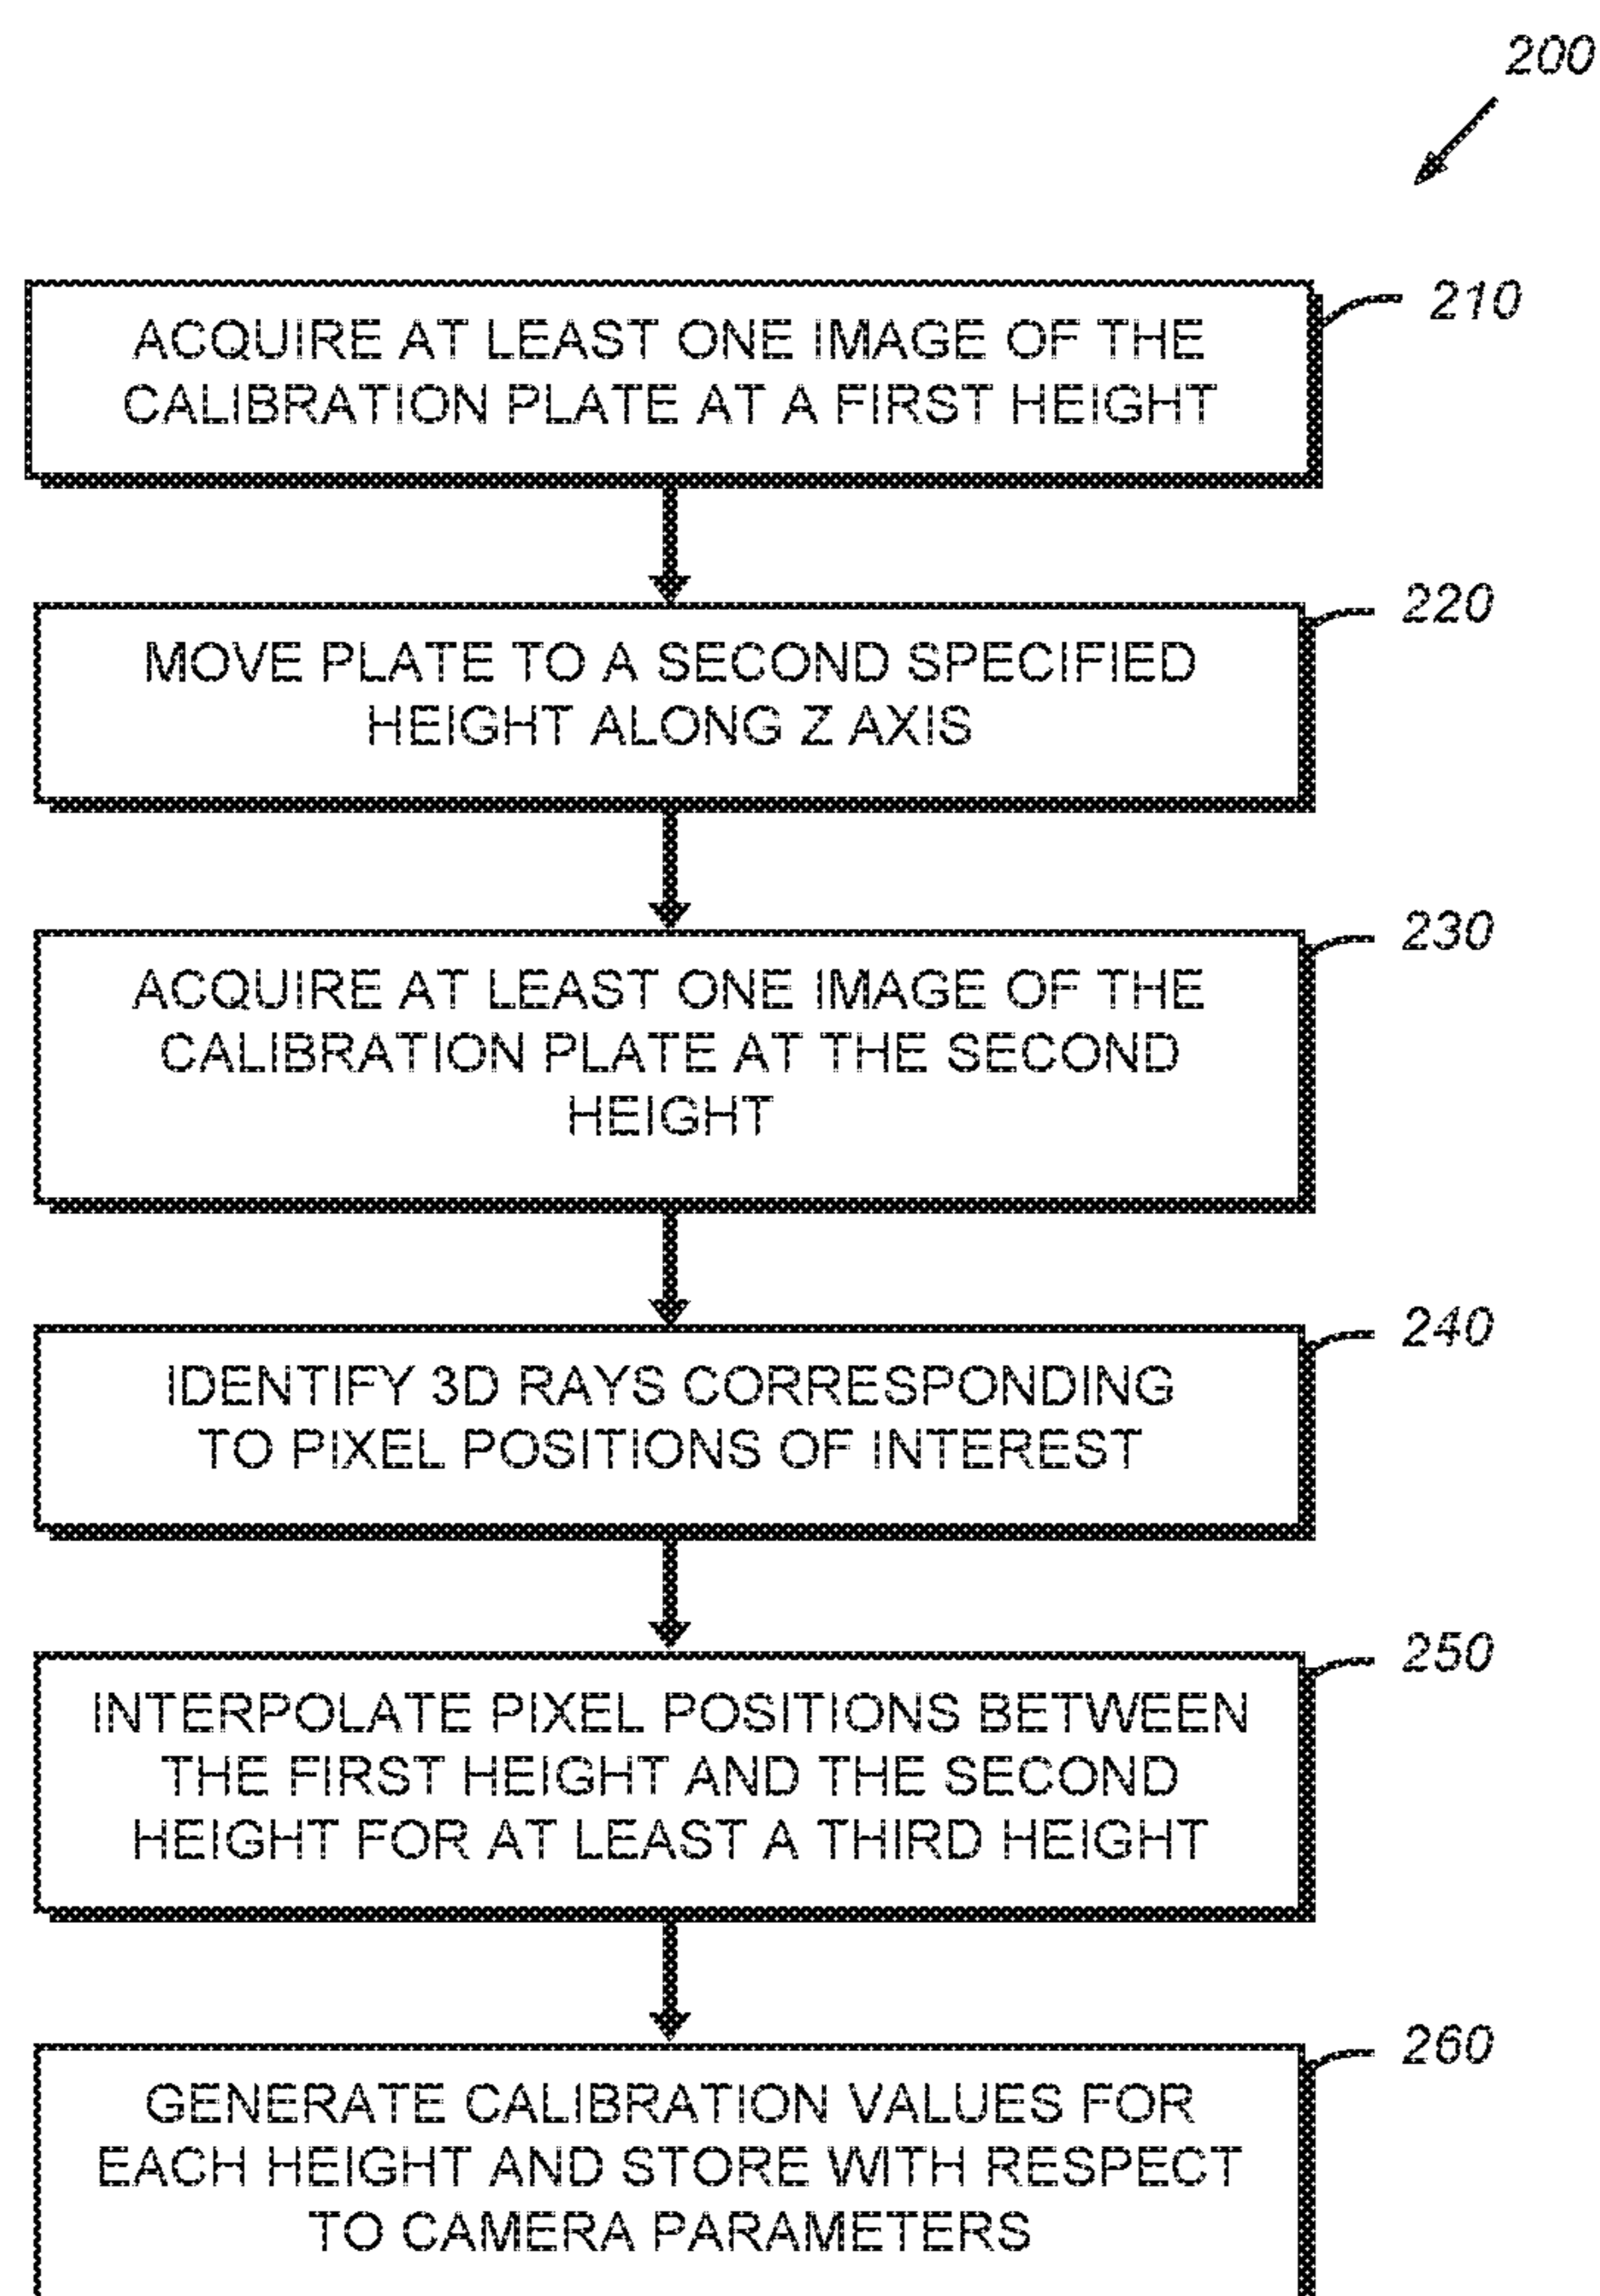 200
210
ACQUIRE AT LEAST ONE IMAGE OF THE
CALIBRATION PLATE AT A FIRST HEIGHT
220
MOVE PLATE TO A SECOND SPECIFIED
HEIGHT ALONG Z AXIS
230
ACQUIRE AT LEAST ONE IMAGE OF THE
CALIBRATION PLATE AT THE SECOND
HEIGHT
240
IDENTIFY 3D RAYS CORRESPONDING
TO PIXEL POSITIONS OF INTEREST
250
INTERPOLATE PIXEL POSITIONS BETWEEN
THE FIRST HEIGHT AND THE SECOND
HEIGHT FOR AT LEAST A THIRD HEIGHT
260
GENERATE CALIBRATION VALUES FOR
EACH HEIGHT AND STORE WITH RESPECT
TO CAMERA PARAMETERS